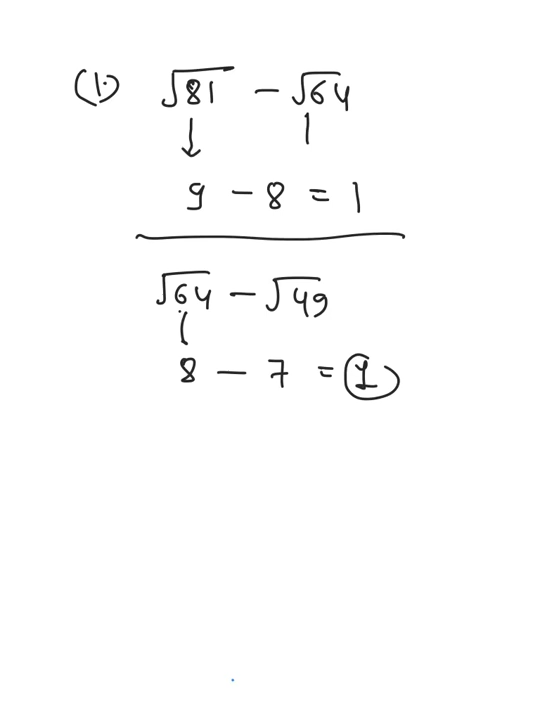 (1.) √81 - √64
↓ |
9 - 8 = 1
√64 - √49
|
8 - 7 = 1